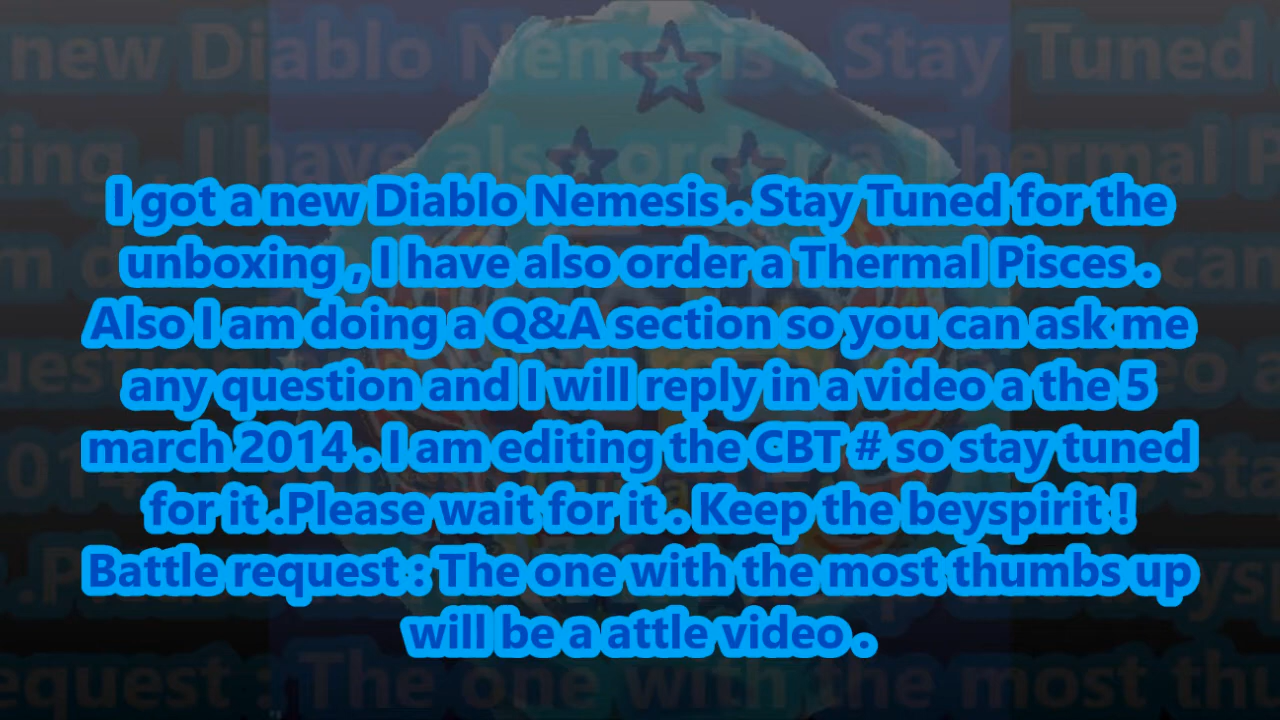 I got a new Diablo Nemesis . Stay Tuned for the
unboxing , I have also order a Thermal Pisces .
Also I am doing a Q&A section so you can ask me
any question and I will reply in a video a the 5
march 2014 . I am editing the CBT # so stay tuned
for it .Please wait for it . Keep the beyspirit !
Battle request : The one with the most thumbs up
will be a attle video .